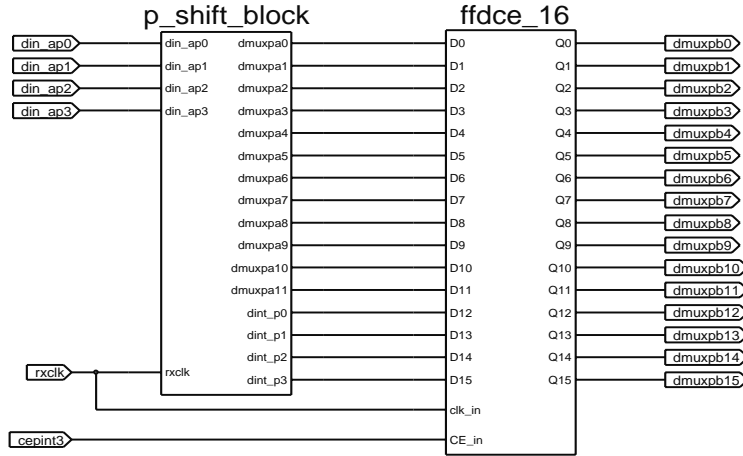 p_shift_block ffdce_16
din_ap0 din_ap0 dmuxpa0 D0 Q0 dmuxpb0
din_ap1 din_ap1 dmuxpa1 D1 Q1 dmuxpb1
din_ap2 din_ap2 dmuxpa2 D2 Q2 dmuxpb2
din_ap3 din_ap3 dmuxpa3 D3 Q3 dmuxpb3
dmuxpa4 D4 Q4 dmuxpb4
dmuxpa5 D5 Q5 dmuxpb5
dmuxpa6 D6 Q6 dmuxpb6
dmuxpa7 D7 Q7 dmuxpb7
dmuxpa8 D8 Q8 dmuxpb8
dmuxpa9 D9 Q9 dmuxpb9
dmuxpa10 D10 Q10 dmuxpb10
dmuxpa11 D11 Q11 dmuxpb11
dint_p0 D12 Q12 dmuxpb12
dint_p1 D13 Q13 dmuxpb13
dint_p2 D14 Q14 dmuxpb14
rxclk rxclk
dint_p3 D15 Q15 dmuxpb15
clk_in
cepint3 CE_in